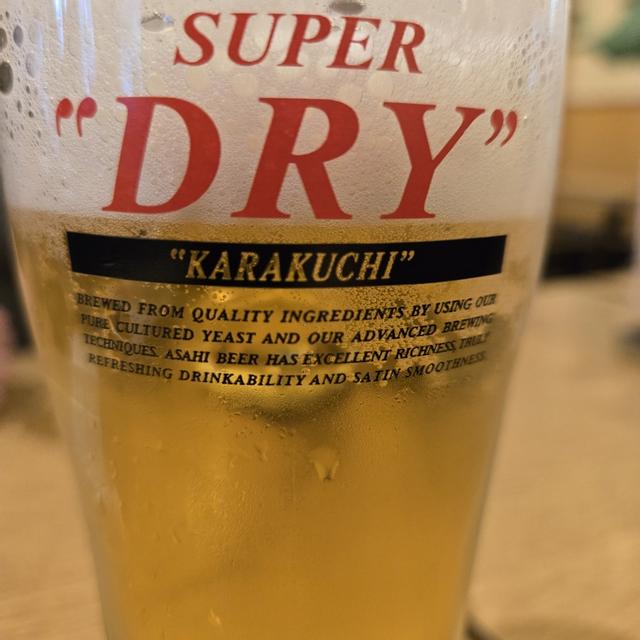 SUPER
“DRY”
“KARAKUCHI”
BREWED FROM QUALITY INGREDIENTS BY USING OUR
PURE CULTURED YEAST AND OUR ADVANCED BREWING
TECHNIQUES. ASAHI BEER HAS EXCELLENT RICHNESS, TRULY
REFRESHING DRINKABILITY AND SATIN SMOOTHNESS.